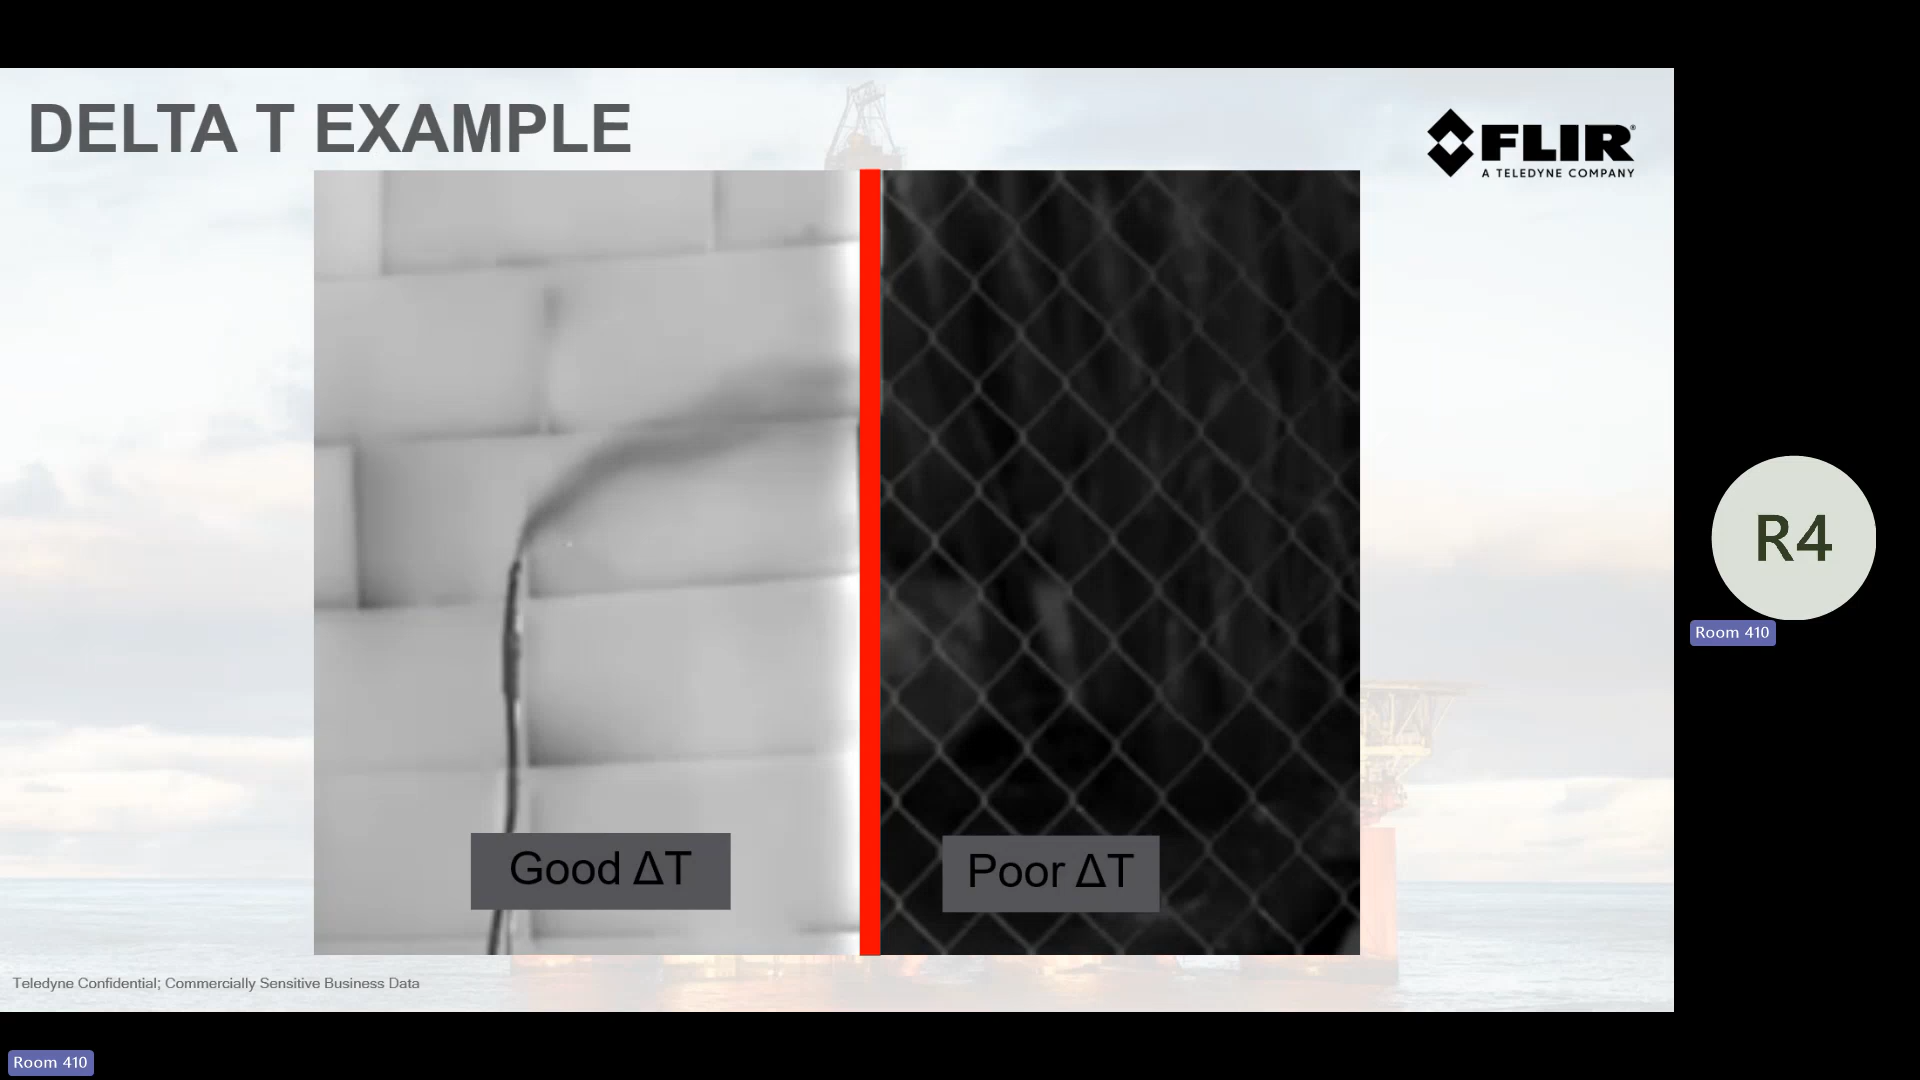 DELTA T EXAMPLE
FLIR®
A TELEDYNE COMPANY
Good ΔT
Poor ΔT
R4
Room 410
Teledyne Confidential; Commercially Sensitive Business Data
Room 410